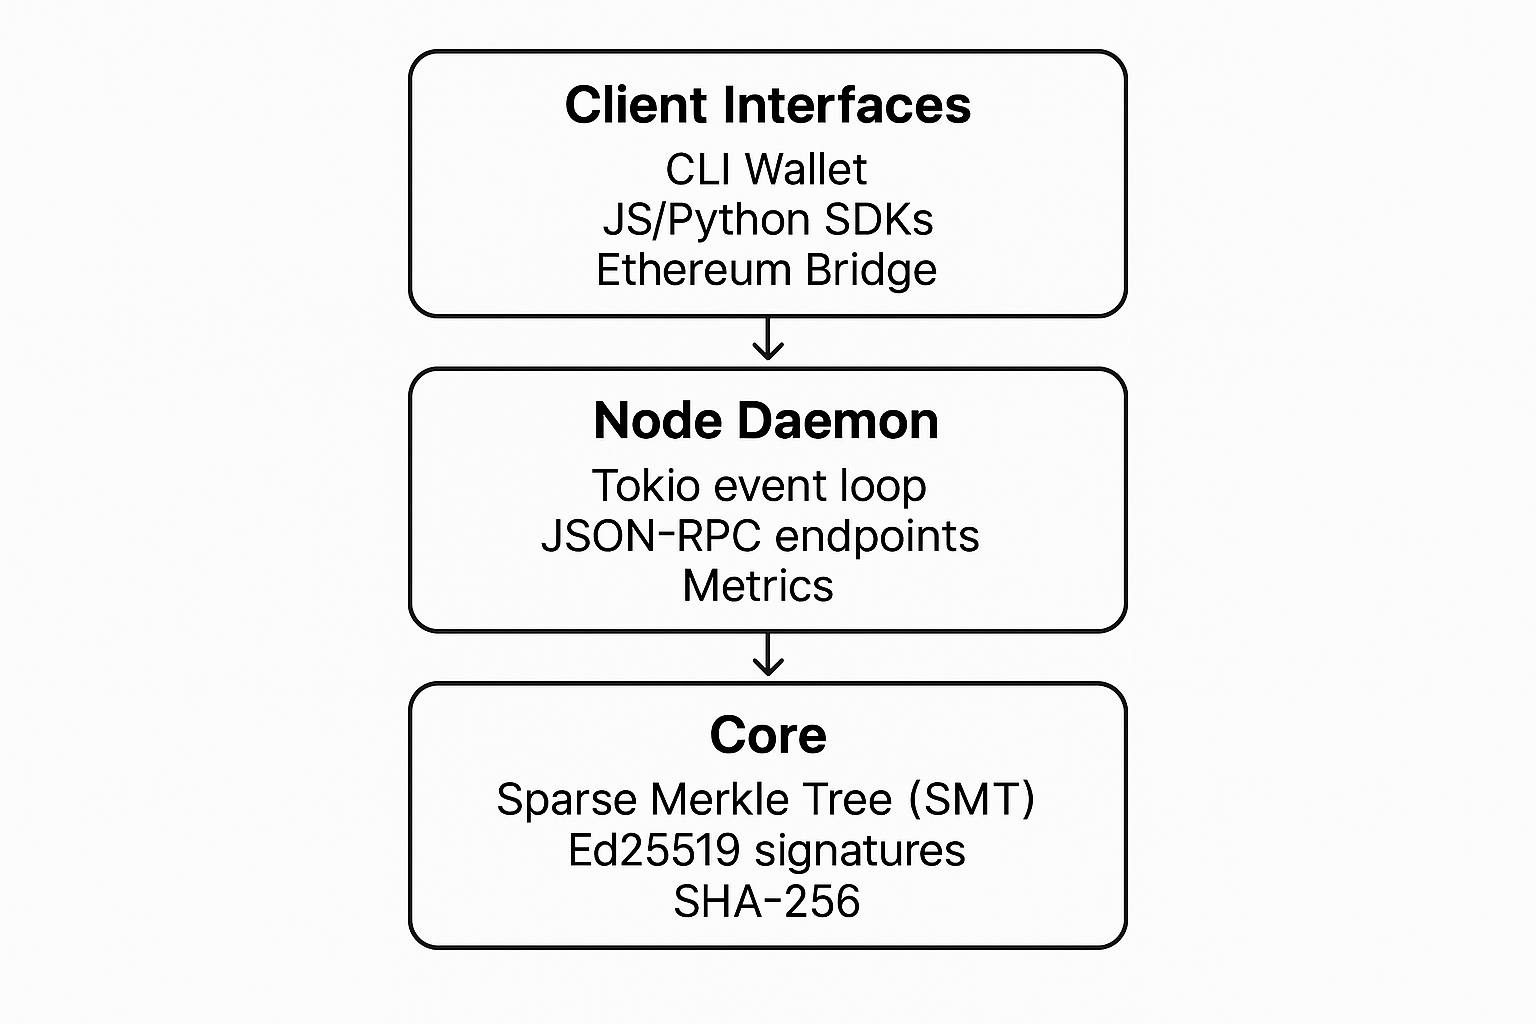 Client Interfaces
CLI Wallet
JS/Python SDKs
Ethereum Bridge
Node Daemon
Tokio event loop
JSON-RPC endpoints
Metrics
Core
Sparse Merkle Tree (SMT)
Ed25519 signatures
SHA-256